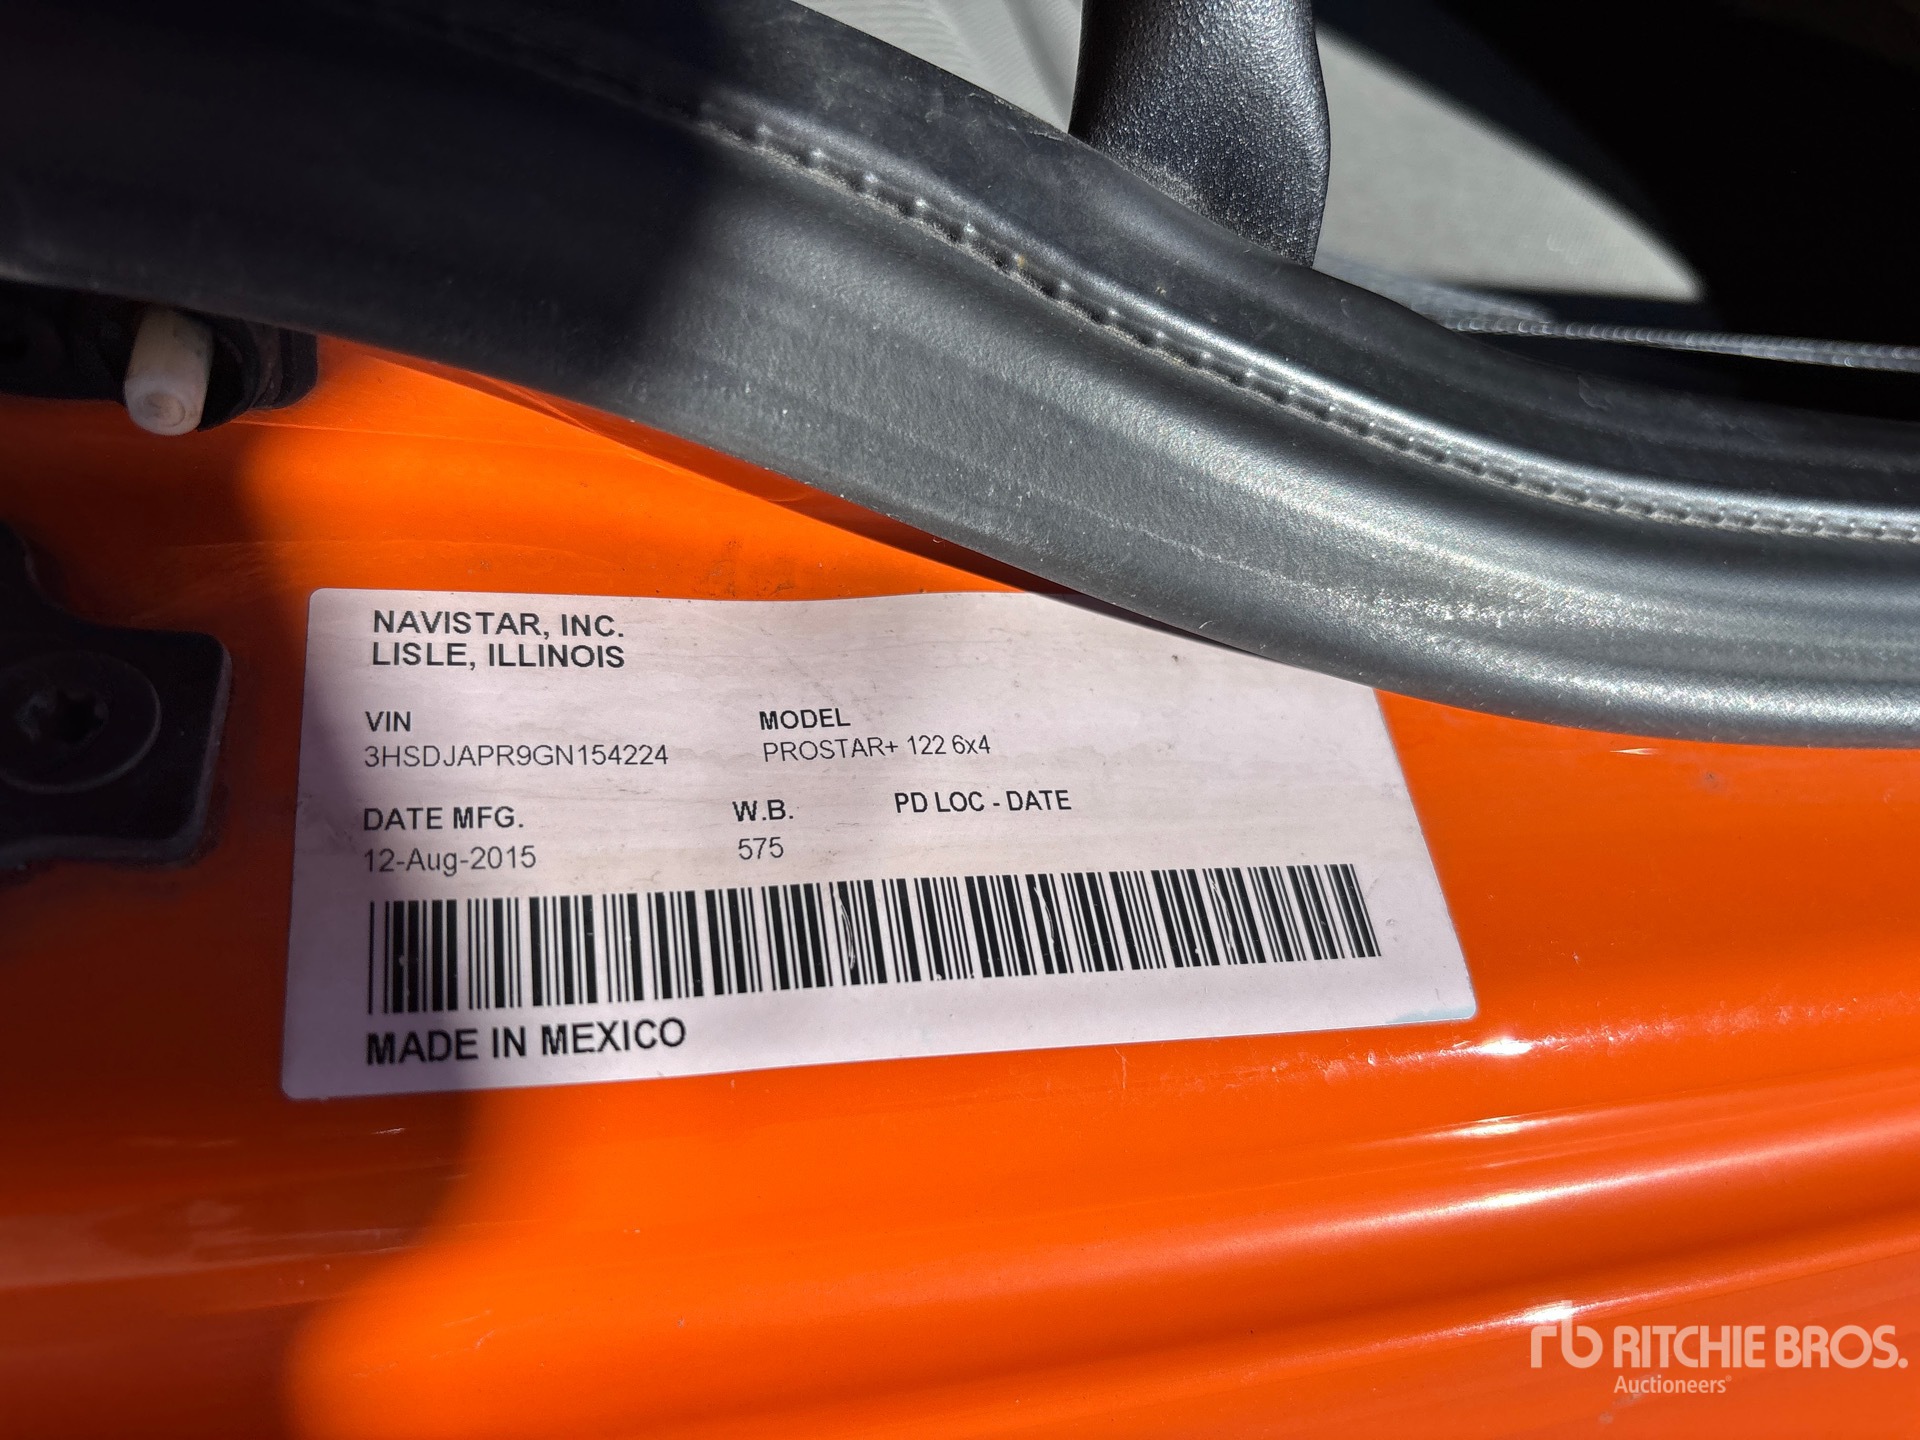 NAVISTAR, INC.
LISLE, ILLINOIS
VIN MODEL
3HSDJAPR9GN154224 PROSTAR+ 122 6x4
DATE MFG. W.B. PD LOC - DATE
12-Aug-2015 575
MADE IN MEXICO
rb RITCHIE BROS.
Auctioneers